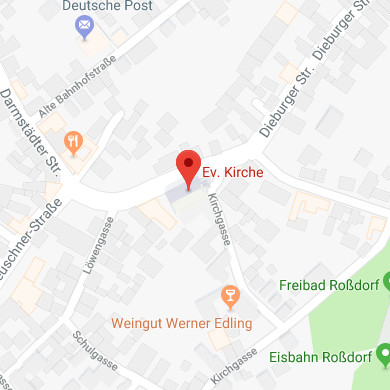 Deutsche Post
Alte Bahnhofstraße
Dieburger Str.
Dieburger Str.
Darmstädter Str.
Ev. Kirche
Kirchgasse
Löwengasse
euschner-Straße
Weingut Werner Edling
Freibad Roßdorf
Schulgasse
Kirchgasse
Eisbahn Roßdorf